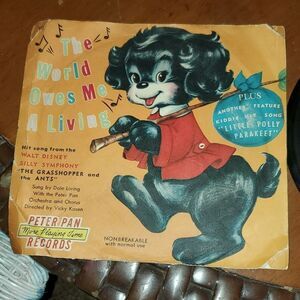 The
World
Owes Me
A Living
PLUS
ANOTHER FEATURE
KIDDIE HIT SONG
"LITTLE POLLY
PARAKEET"
Hit song from the
WALT DISNEY
SILLY SYMPHONY
"THE GRASSHOPPER and
the ANTS"
Sung by Dale Loring
With the Peter Pan
Orchestra and Chorus
Directed by Vicky Kasen
PETER PAN
More Playing Time
RECORDS
NONBREAKABLE
with normal use